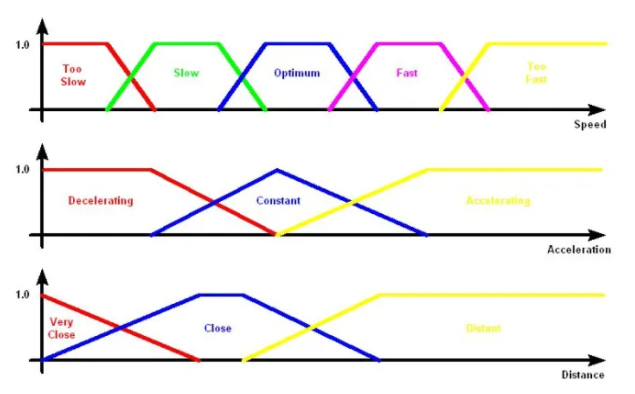 1.0
Too
Slow
Slow
Optimum
Fast
Too
Fast
Speed
1.0
Decelerating
Constant
Accelerating
Acceleration
1.0
Very
Close
Close
Distant
Distance